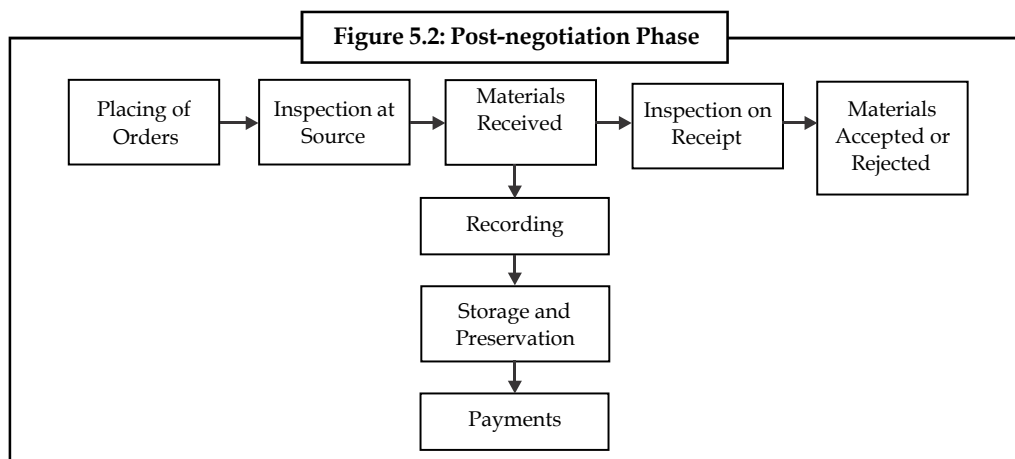 Figure 5.2: Post-negotiation Phase
Placing of
Orders
Inspection at
Source
Materials
Received
Inspection on
Receipt
Materials
Accepted or
Rejected
Recording
Storage and
Preservation
Payments